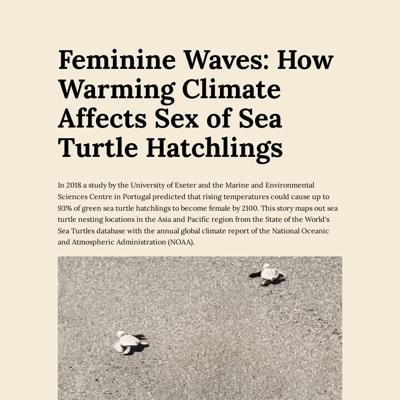 Feminine Waves: How
Warming Climate
Affects Sex of Sea
Turtle Hatchlings
In 2018 a study by the University of Exeter and the Marine and Environmental
Sciences Centre in Portugal predicted that rising temperatures could cause up to
93% of green sea turtle hatchlings to become female by 2100. This story maps out sea
turtle nesting locations in the Asia and Pacific region from the State of the World's
Sea Turtles database with the annual global climate report of the National Oceanic
and Atmospheric Administration (NOAA).